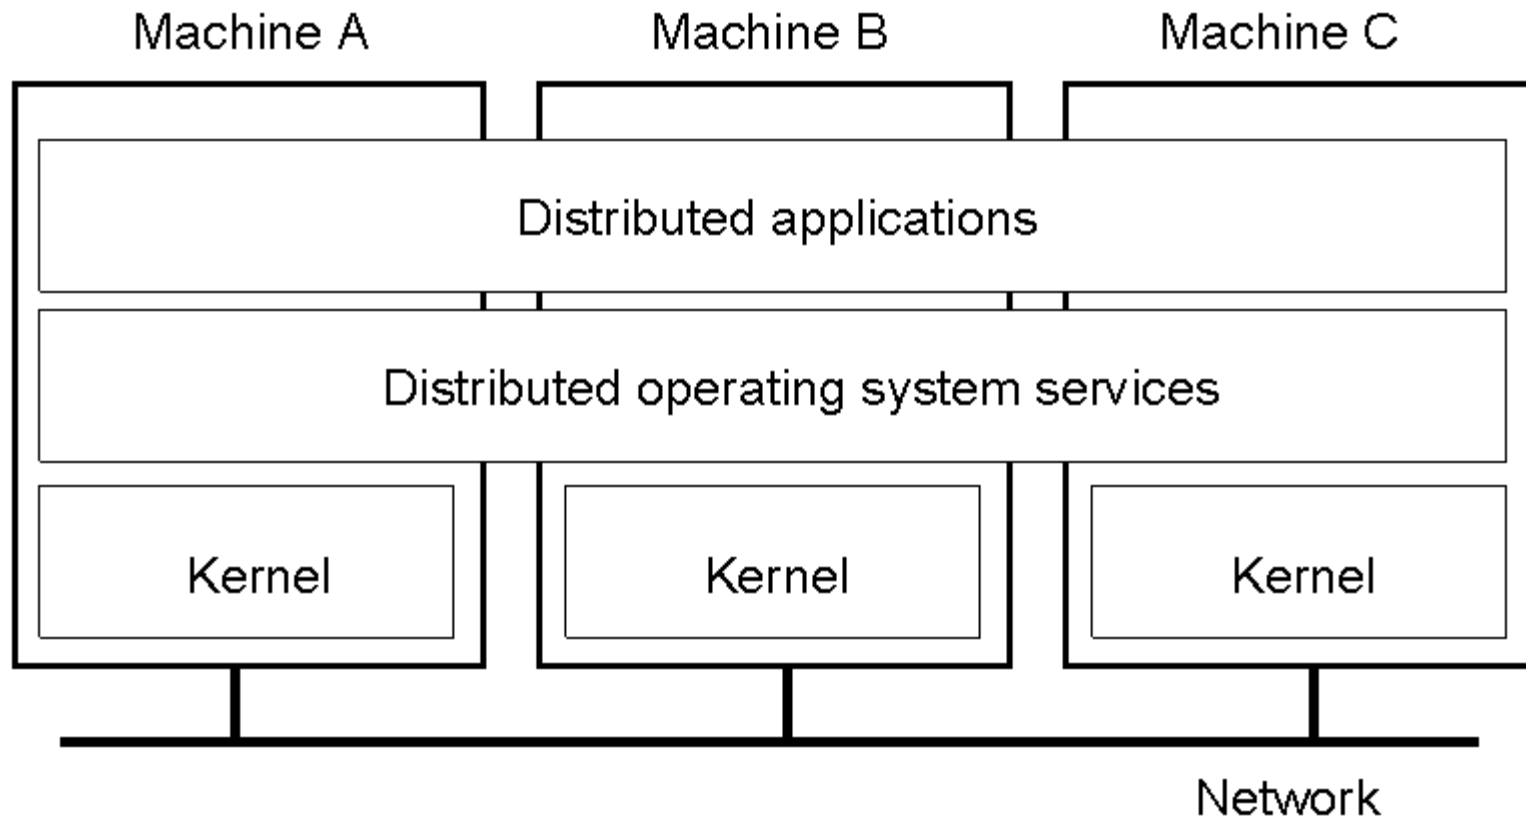 Machine A
Machine B
Machine C
Distributed applications
Distributed operating system services
Kernel
Kernel
Kernel
Network